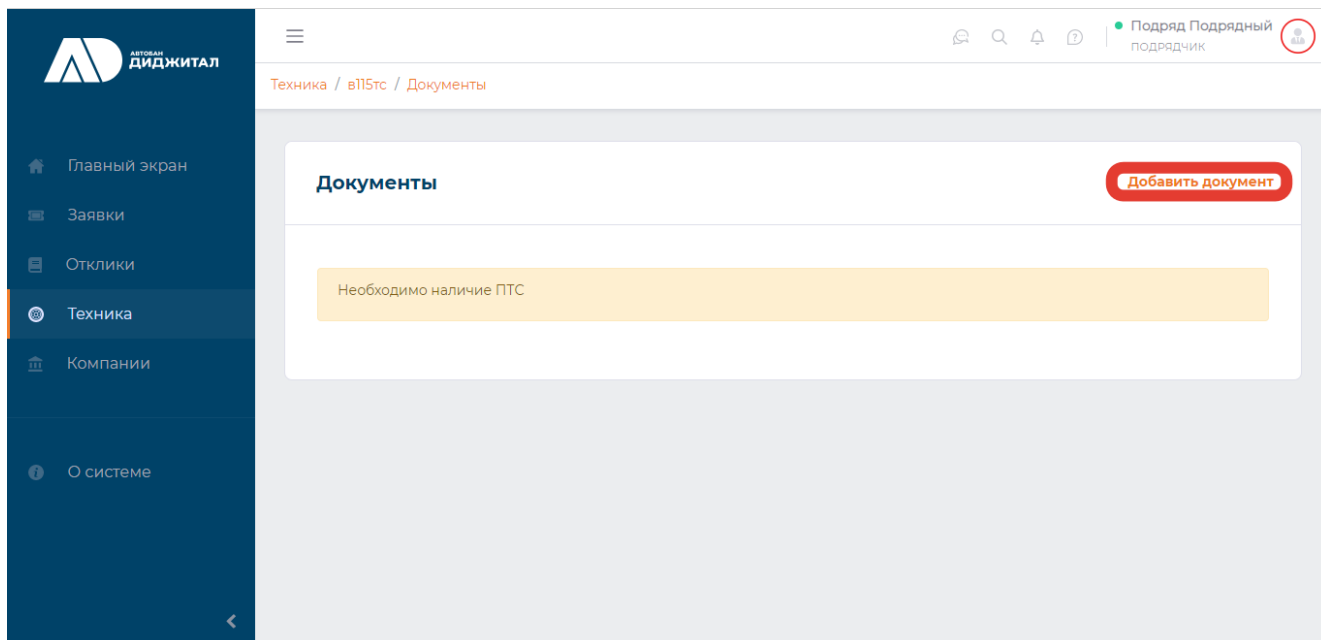 АВТОБАН
ДИДЖИТАЛ
Подряд Подрядный
ПОДРЯДЧИК
Техника / в115тс / Документы
Главный экран
Заявки
Отклики
Техника
Компании
О системе
Документы
Добавить документ
Необходимо наличие ПТС